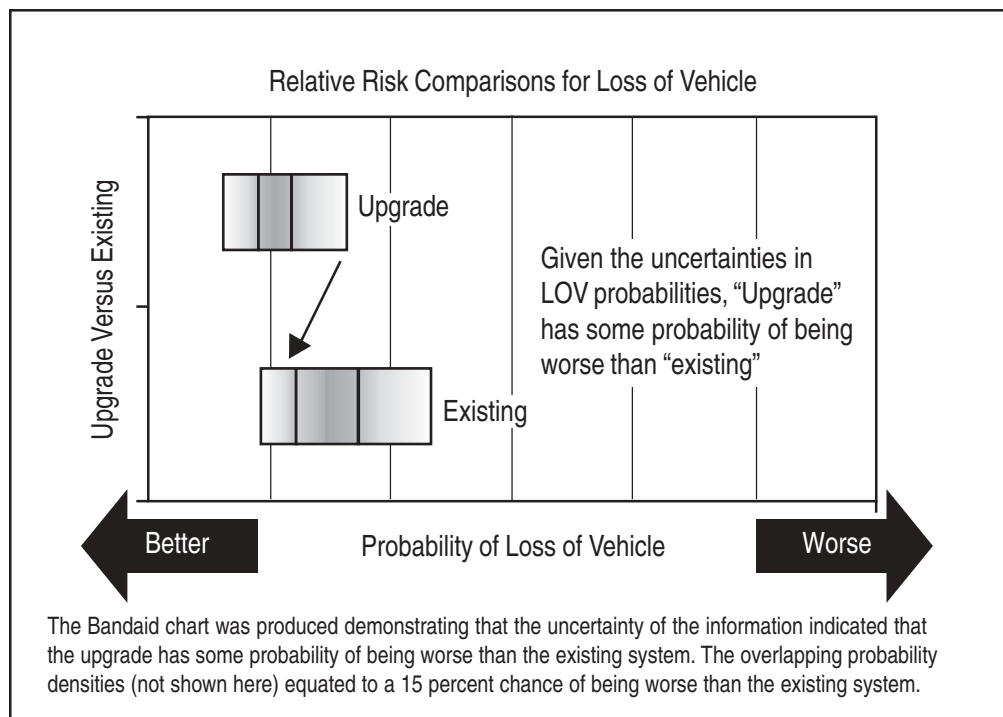 Relative Risk Comparisons for Loss of Vehicle
Upgrade Versus Existing
Upgrade
Given the uncertainties in
LOV probabilities, “Upgrade”
has some probability of being
worse than “existing”
Existing
Better
Probability of Loss of Vehicle
Worse
The Bandaid chart was produced demonstrating that the uncertainty of the information indicated that
the upgrade has some probability of being worse than the existing system. The overlapping probability
densities (not shown here) equated to a 15 percent chance of being worse than the existing system.